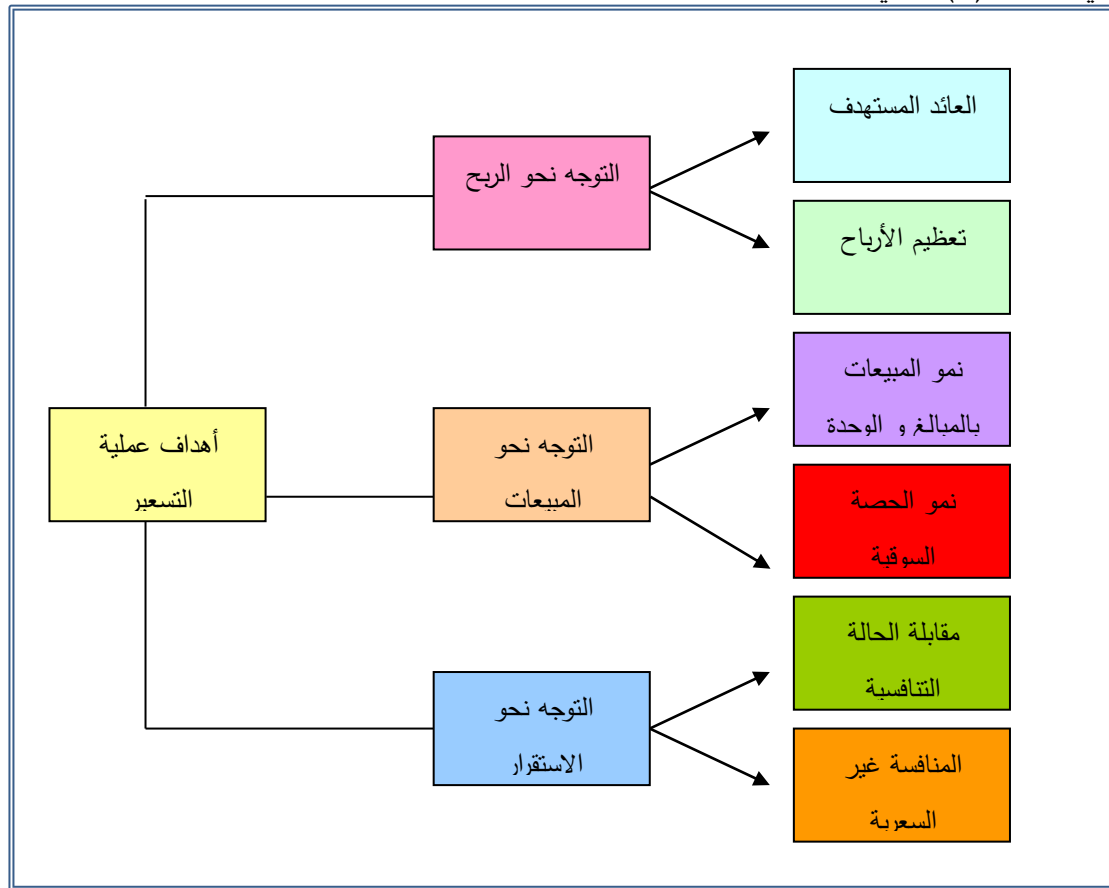 العائد المستهدف
التوجه نحو الربح
تعظيم الأرباح
نمو المبيعات
بالمبالغ و الوحدة
أهداف عملية
التسعير
التوجه نحو
المبيعات
نمو الحصة
السوقية
مقابلة الحالة
التنافسية
التوجه نحو
الاستقرار
المنافسة غير
السعرية